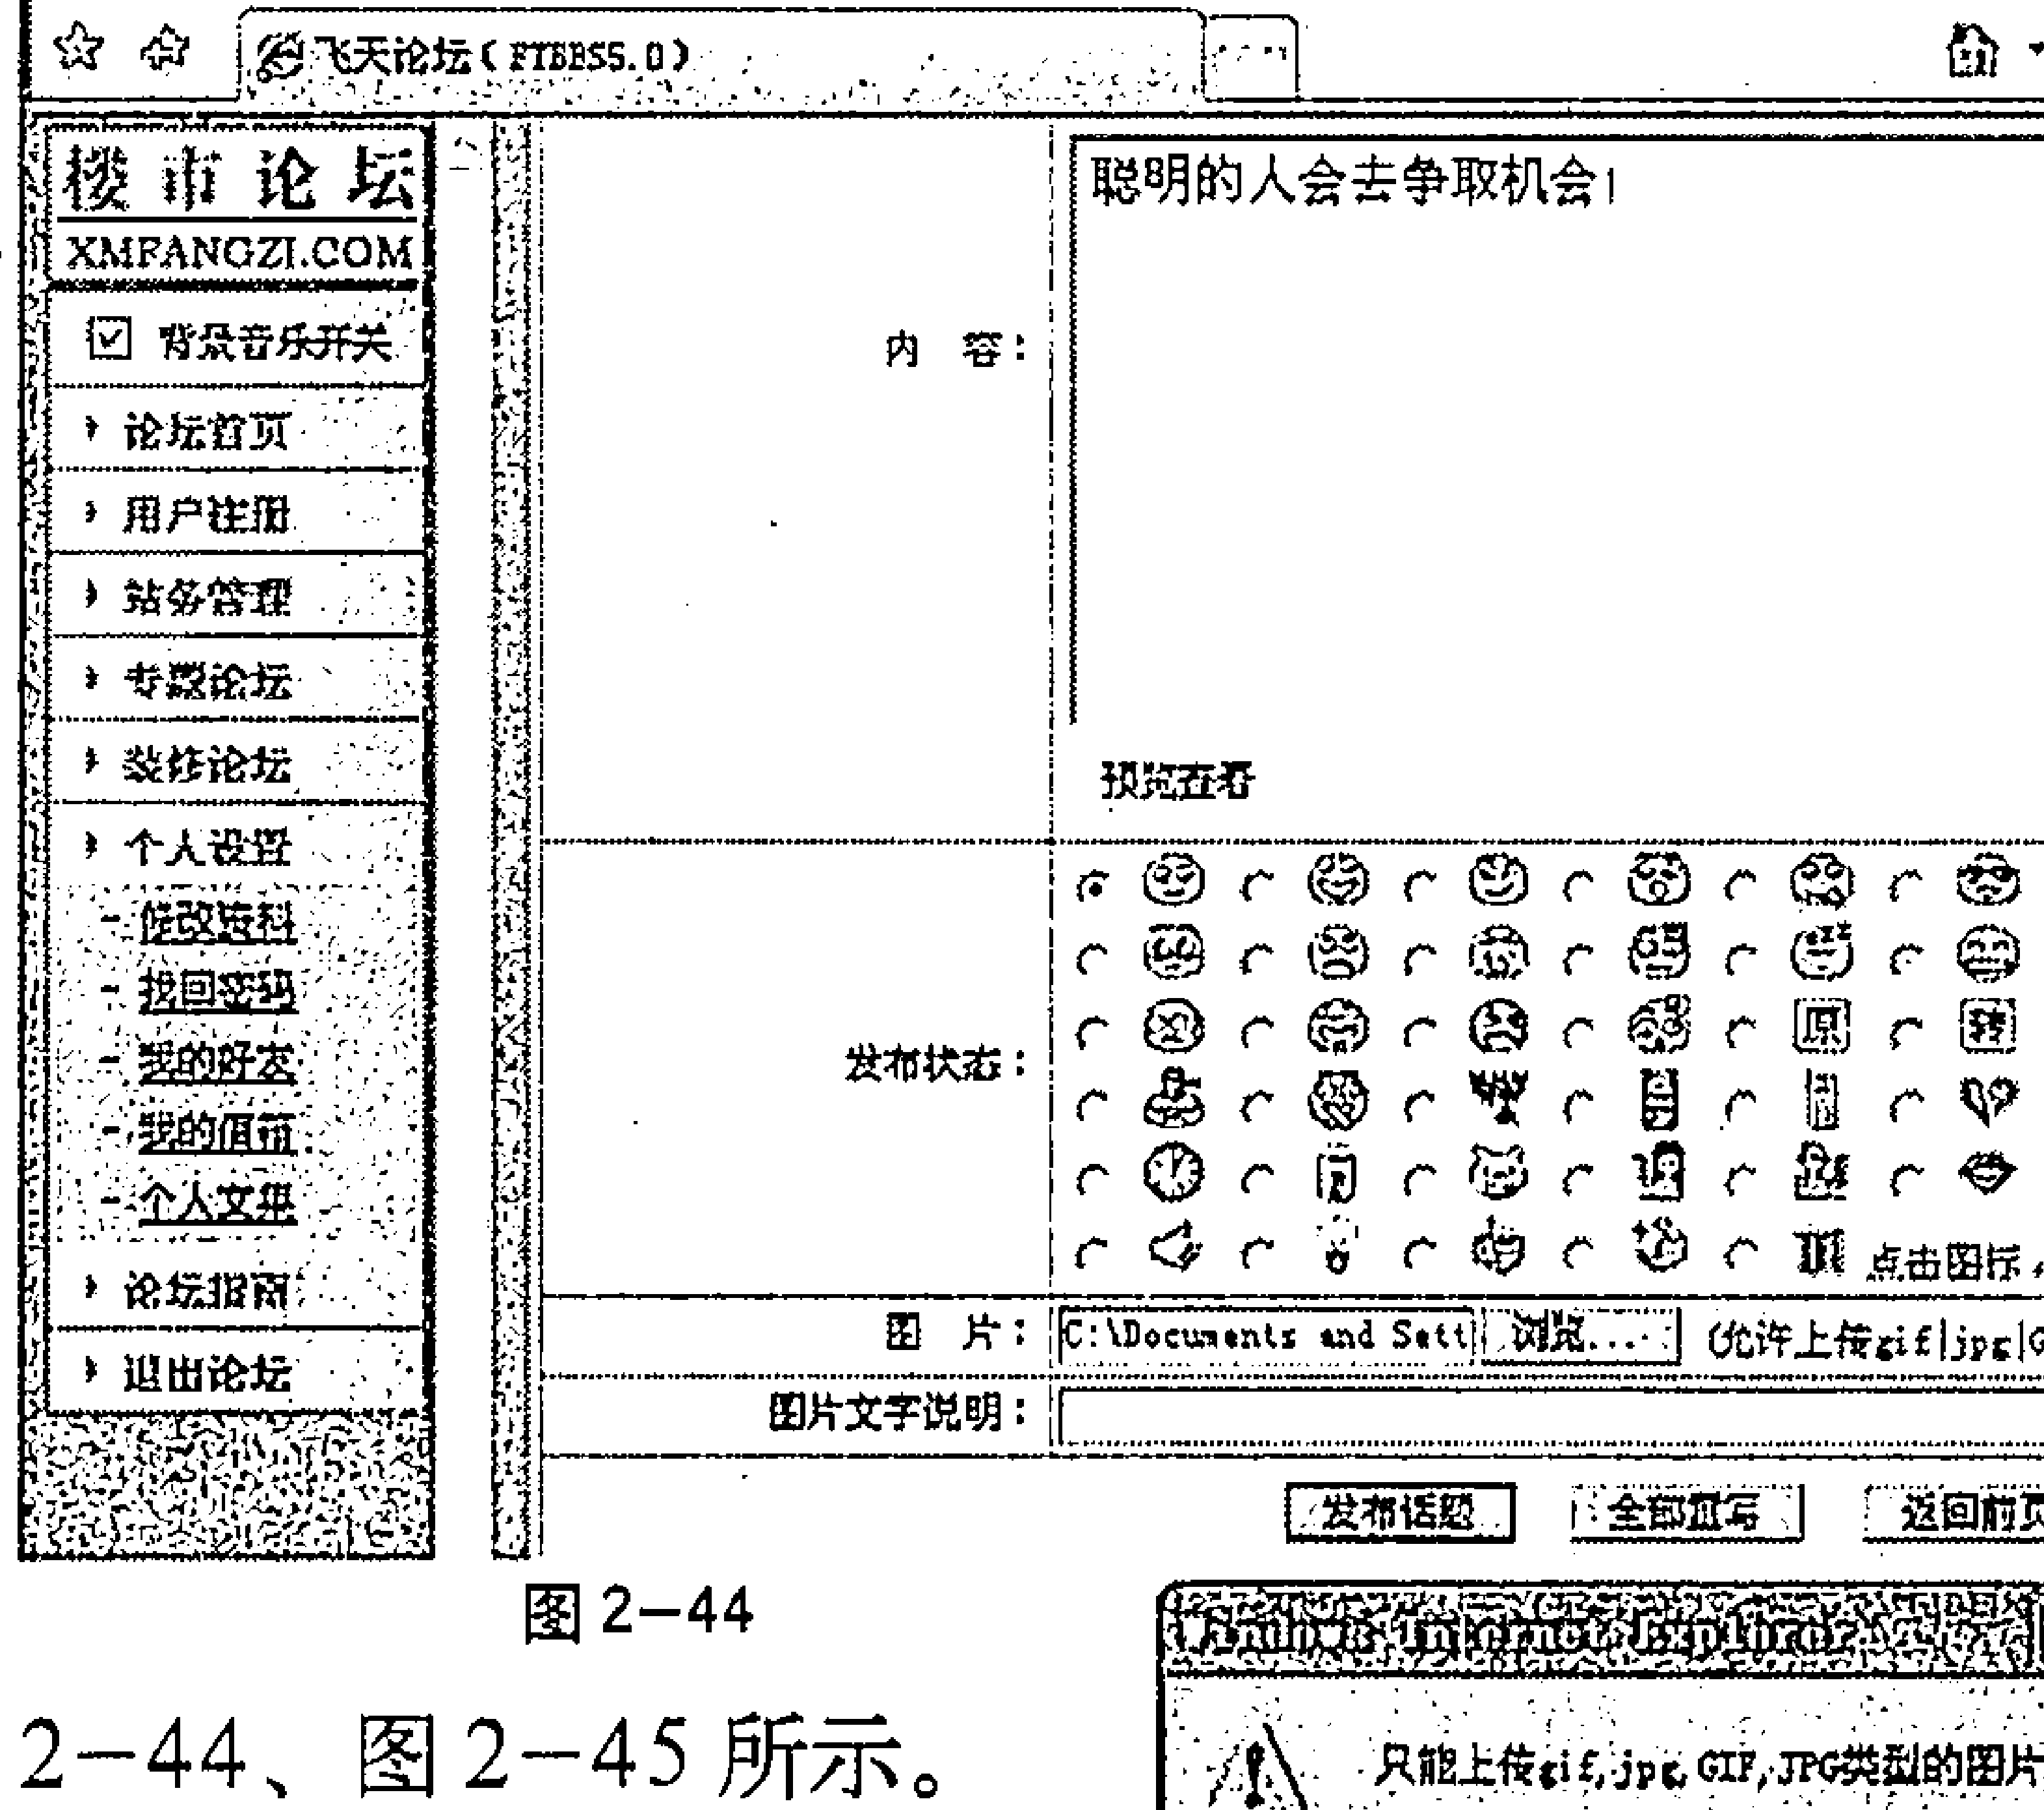 飞天论坛(FTBBS5.0)
楼市论坛
XMFANGZI.COM
背景音乐开关
论坛首页
用户注册
站务管理
专题论坛
装修论坛
个人设置
- 修改资料
- 找回密码
- 我的好友
- 我的信箱
- 个人文集
论坛指南
退出论坛
内 容:
聪明的人会去争取机会!
预览查看
发布状态:
原
转
点击图标,
图 片:
C:\Documents and Sett
浏览...
(允许上传gif|jpg|G
图片文字说明:
发布话题
全部重写
返回前页
图 2-44
Windows Internet Explorer
2-44、图 2-45 所示。
只能上传gif,jpg,GIF,JPG类型的图片